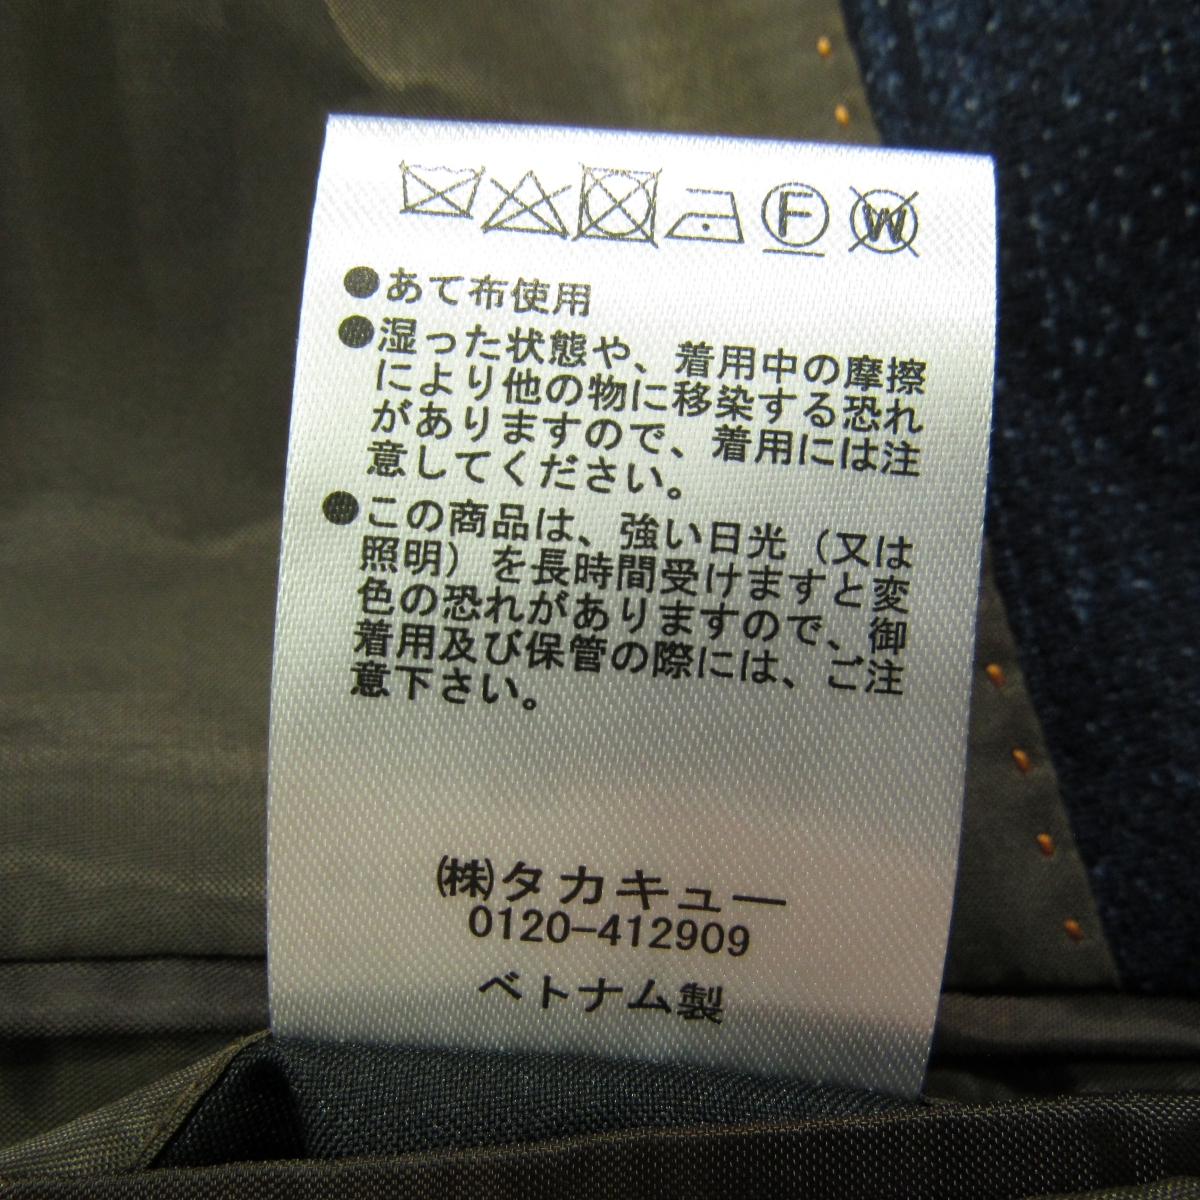 F W
●あて布使用
●湿った状態や、着用中の摩擦
により他の物に移染する恐れ
がありますので、着用には注
意してください。
●この商品は、強い日光（又は
照明）を長時間受けますと変
色の恐れがありますので、御
着用及び保管の際には、ご注
意下さい。
㈱タカキュー
0120-412909
ベトナム製